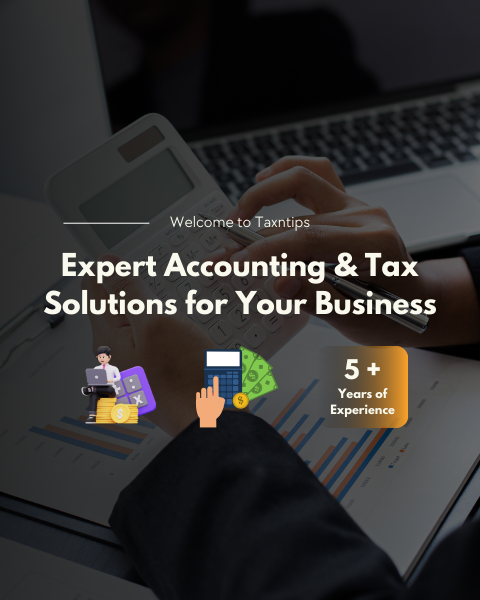 Welcome to Taxntips
Expert Accounting & Tax
Solutions for Your Business
5 +
Years of
Experience